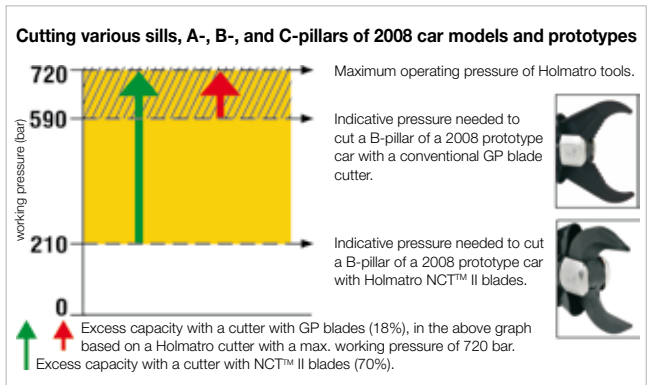 Cutting various sills, A-, B-, and C-pillars of 2008 car models and prototypes
720
Maximum operating pressure of Holmatro tools.
590
Indicative pressure needed to
cut a B-pillar of a 2008 prototype
car with a conventional GP blade
cutter.
working pressure (bar)
210
Indicative pressure needed to cut
a B-pillar of a 2008 prototype car
with Holmatro NCT™ II blades.
0
Excess capacity with a cutter with GP blades (18%), in the above graph
based on a Holmatro cutter with a max. working pressure of 720 bar.
Excess capacity with a cutter with NCT™ II blades (70%).